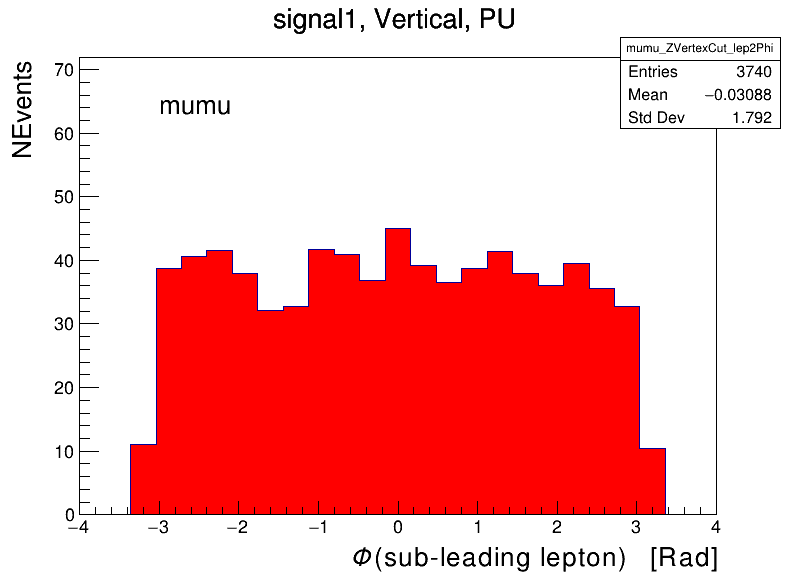 signal1, Vertical, PU
mumu_ZVertexCut_lep2Phi
Entries 3740
Mean −0.03088
Std Dev 1.792
NEvents
mumu
70
60
50
40
30
20
10
0
−4 −3 −2 −1 0 1 2 3 4
Φ(sub-leading lepton) [Rad]